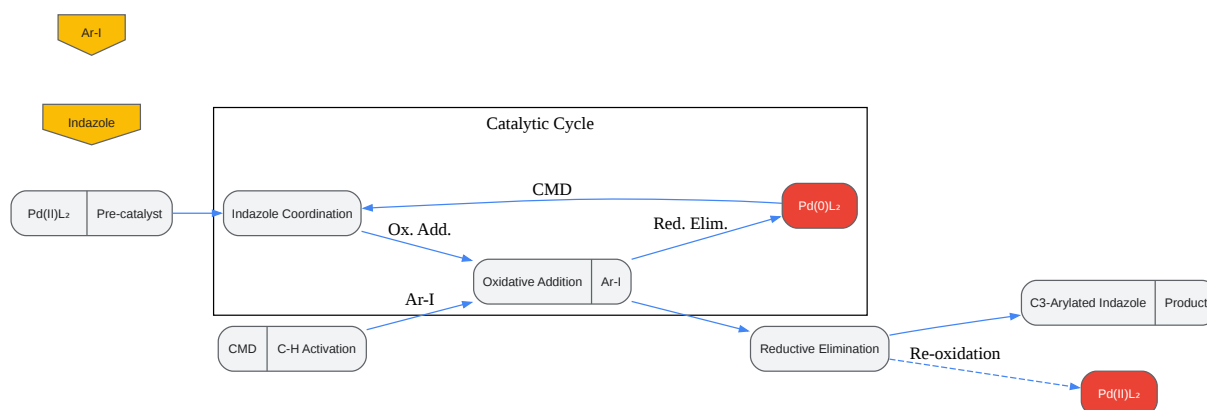 Ar-I
Indazole
Catalytic Cycle
Pd(II)L₂ Pre-catalyst
Indazole Coordination
CMD
Pd(0)L₂
Ox. Add.
Red. Elim.
Oxidative Addition Ar-I
Ar-I
CMD C-H Activation
Reductive Elimination
C3-Arylated Indazole Product
Re-oxidation
Pd(II)L₂